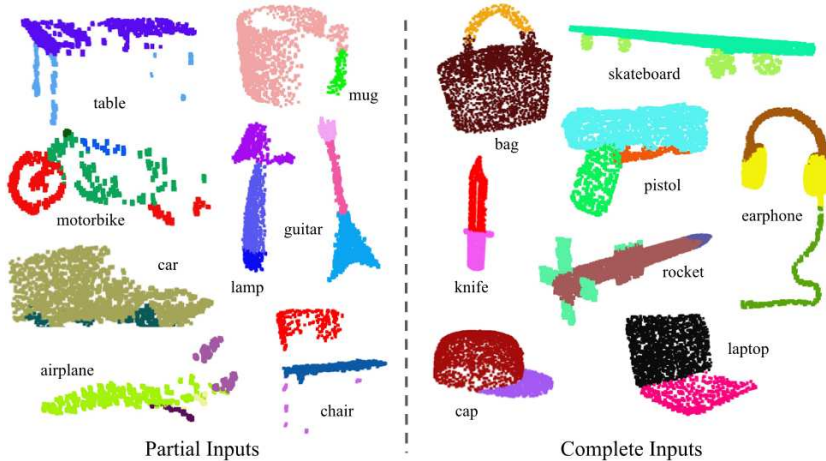 table
mug
motorbike
guitar
car
lamp
airplane
chair
Partial Inputs
bag
skateboard
pistol
earphone
knife
rocket
cap
laptop
Complete Inputs